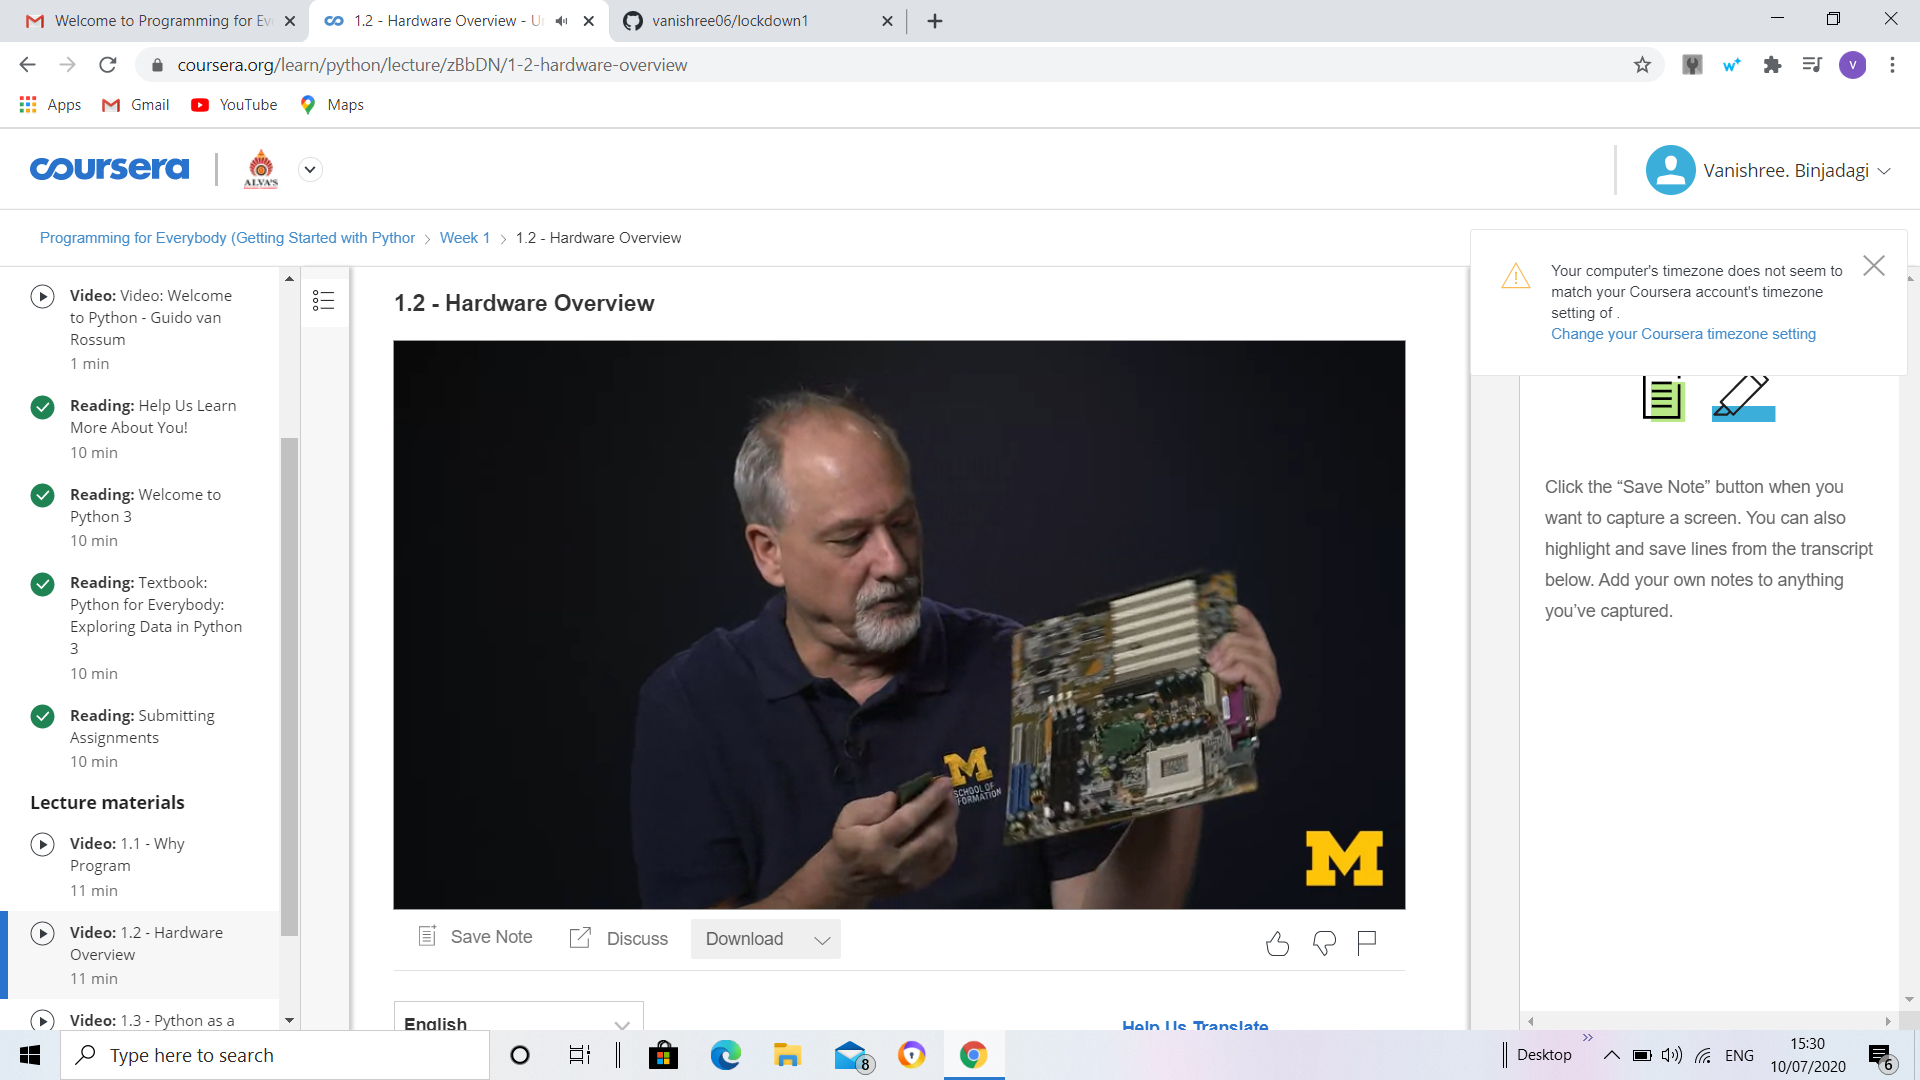 Welcome to Programming for Ev
1.2 - Hardware Overview - U
vanishree06/lockdown1
coursera.org/learn/python/lecture/zBbDN/1-2-hardware-overview
V
Apps
Gmail
YouTube
Maps
coursera
ALVA'S
Vanishree. Binjadagi
Programming for Everybody (Getting Started with Pythor
Week 1
1.2 - Hardware Overview
Video: Video: Welcome
to Python - Guido van
Rossum
1 min
Reading: Help Us Learn
More About You!
10 min
Reading: Welcome to
Python 3
10 min
Reading: Textbook:
Python for Everybody:
Exploring Data in Python
3
10 min
Reading: Submitting
Assignments
10 min
Lecture materials
Video: 1.1 - Why
Program
11 min
Video: 1.2 - Hardware
Overview
11 min
Video: 1.3 - Python as a
1.2 - Hardware Overview
M
SCHOOL OF
FORMATION
M
Save Note
Discuss
Download
English
Help Us Translate
Your computer's timezone does not seem to
match your Coursera account's timezone
setting of .
Change your Coursera timezone setting
Click the “Save Note” button when you
want to capture a screen. You can also
highlight and save lines from the transcript
below. Add your own notes to anything
you’ve captured.
Type here to search
8
Desktop
ENG
15:30
10/07/2020
6